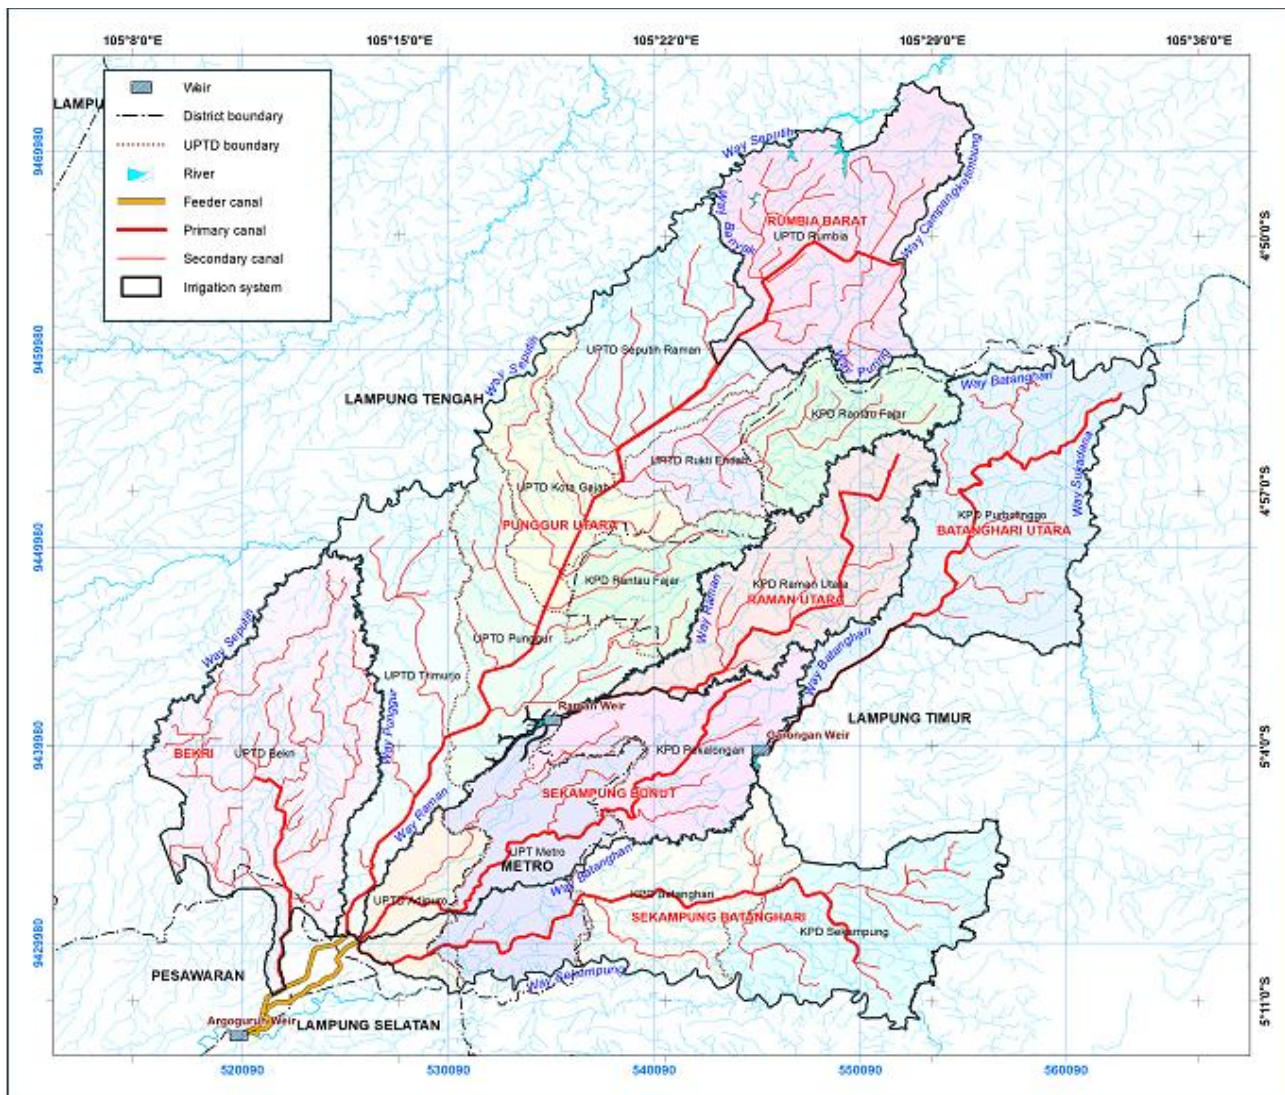 105°8'0"E
105°15'0"E
105°22'0"E
105°29'0"E
105°36'0"E
Weir
LAMPU
District boundary
UPTD boundary
River
Feeder canal
Primary canal
Secondary canal
Irrigation system
9469980
9459980
9449980
9439980
9429980
4°50'0"S
4°57'0"S
5°4'0"S
5°11'0"S
Way Seputih
Way Bunyuk
RUMBIA BARAT
UPTD Rumbia
UPTD Seputih Raman
Way Seputih
LAMPUNG TENGAH
Way Puring
Way Batanghari
KPD Rantau Fajar
UPTD Rukti Endah
UPTD Kota Gajah
PUNGGUR UTARA
Way Sukadana
KPD Purbolinggo
BATANGHARI UTARA
KPD Rantau Fajar
KPD Raman Utara
RAMAN UTARA
Way Raman
UPTD Punggur
Way Seputih
UPTD Trimurjo
Way Punggur
Way Batanghari
Raman Weir
LAMPUNG TIMUR
BEKRI
UPTD Bekri
KPD Pekalongan
SEKAMPUNG BUNUT
Way Raman
UPT Metro
METRO
Way Batanghari
UPTD Adipuro
KPD Batanghari
SEKAMPUNG BATANGHARI
KPD Sekampung
PESAWARAN
Way Sekampung
Argoguruh Weir
LAMPUNG SELATAN
520090
530090
540090
550090
560090